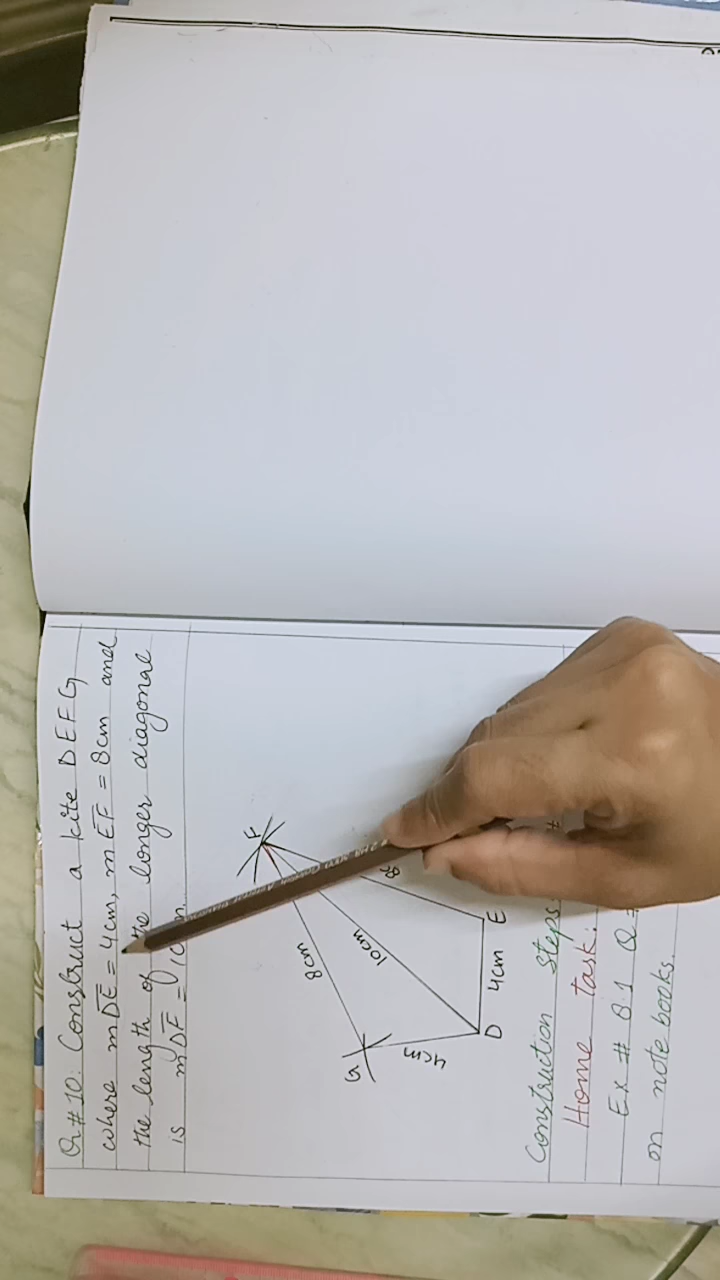 Q#10: Construct a kite DEFG
where mDE = 4cm, mEF = 8cm and
the length of the longer diagonal
is mDF = 10cm.
F
8cm
10cm
G
4cm
D
4cm
E
Construction Steps:
Home task:
Ex # 8.1 Q
on note books.